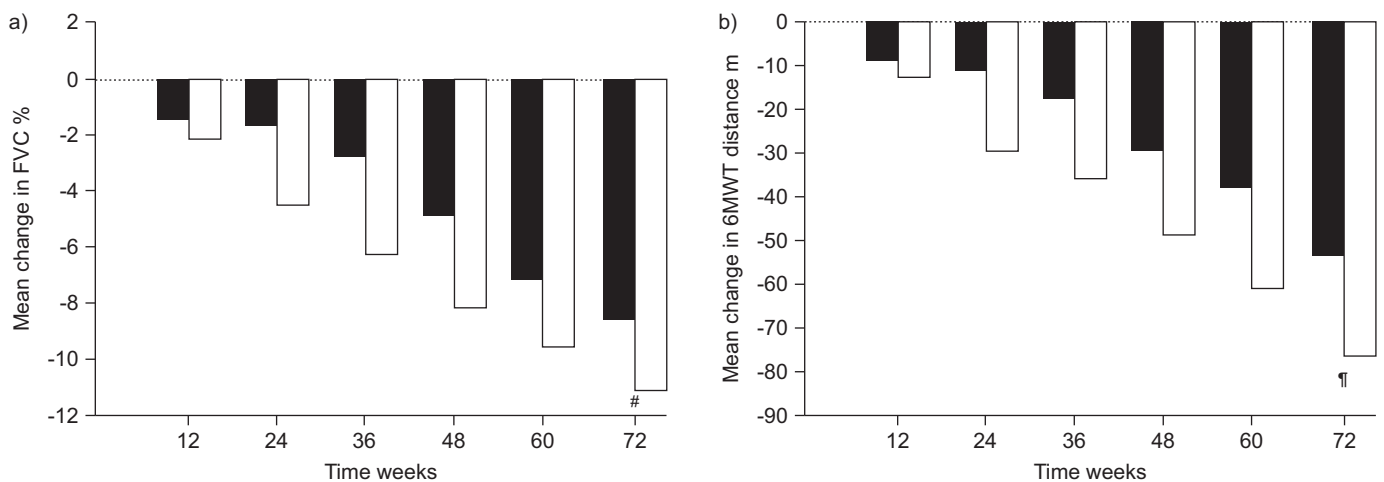 a)
Mean change in FVC %
2
0
-2
-4
-6
-8
-10
-12
#
12 24 36 48 60 72
Time weeks
b)
Mean change in 6MWT distance m
0
-10
-20
-30
-40
-50
-60
-70
-80
-90
¶
12 24 36 48 60 72
Time weeks